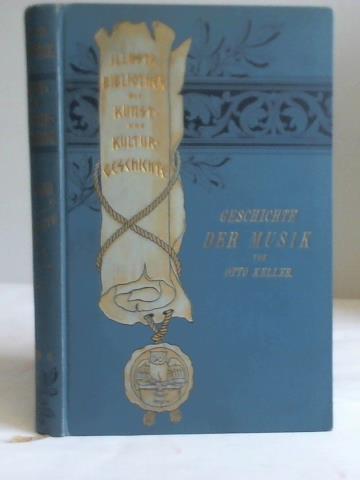 ILLUSTR.
BIBLIOTHEK
DER
KUNST-
UND
KULTUR-
GESCHICHTE
GESCHICHTE
DER MUSIK
VON
OTTO KELLER.